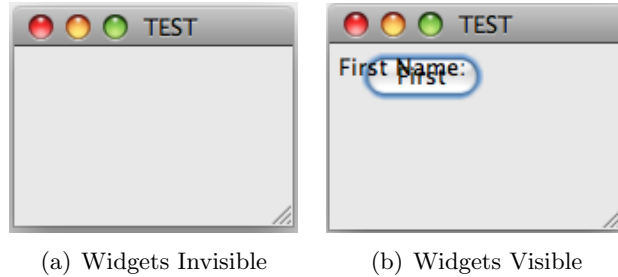 TEST
TEST
First Name:
First
(a) Widgets Invisible
(b) Widgets Visible